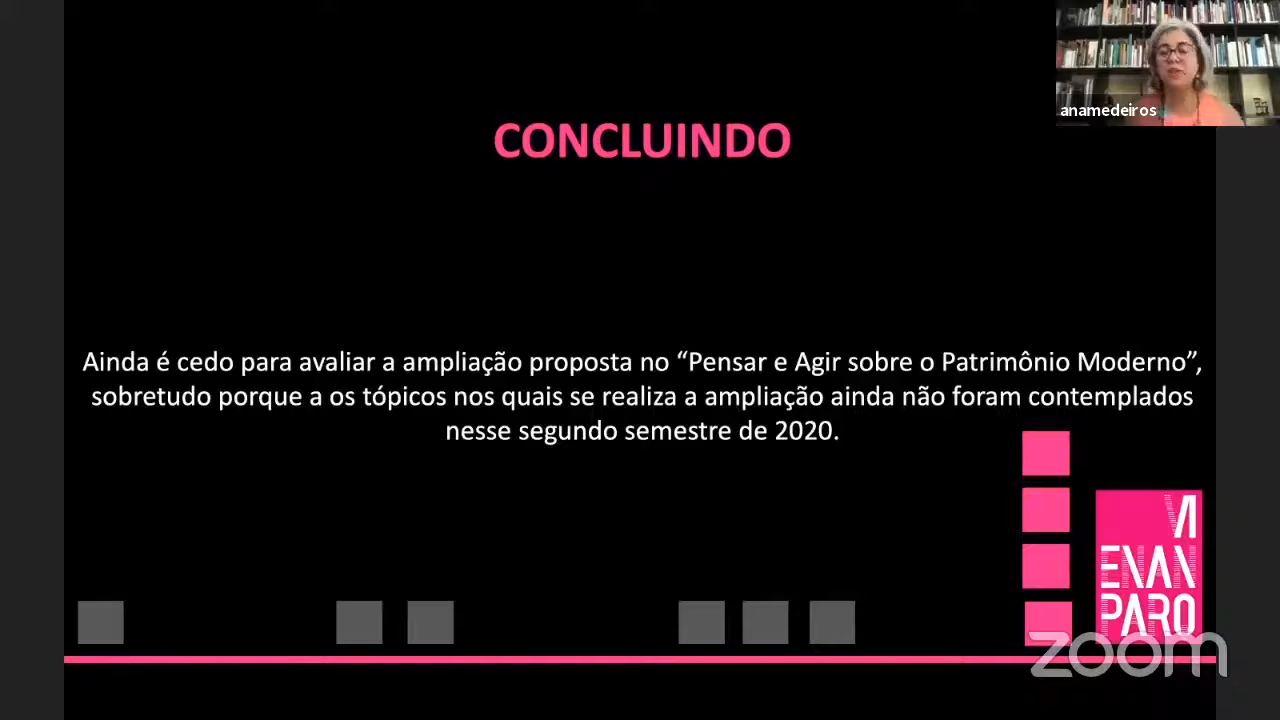 anamedeiros
CONCLUINDO
Ainda é cedo para avaliar a ampliação proposta no “Pensar e Agir sobre o Patrimônio Moderno”,
sobretudo porque a os tópicos nos quais se realiza a ampliação ainda não foram contemplados
nesse segundo semestre de 2020.
VI
ENAN
PARQ
zoom